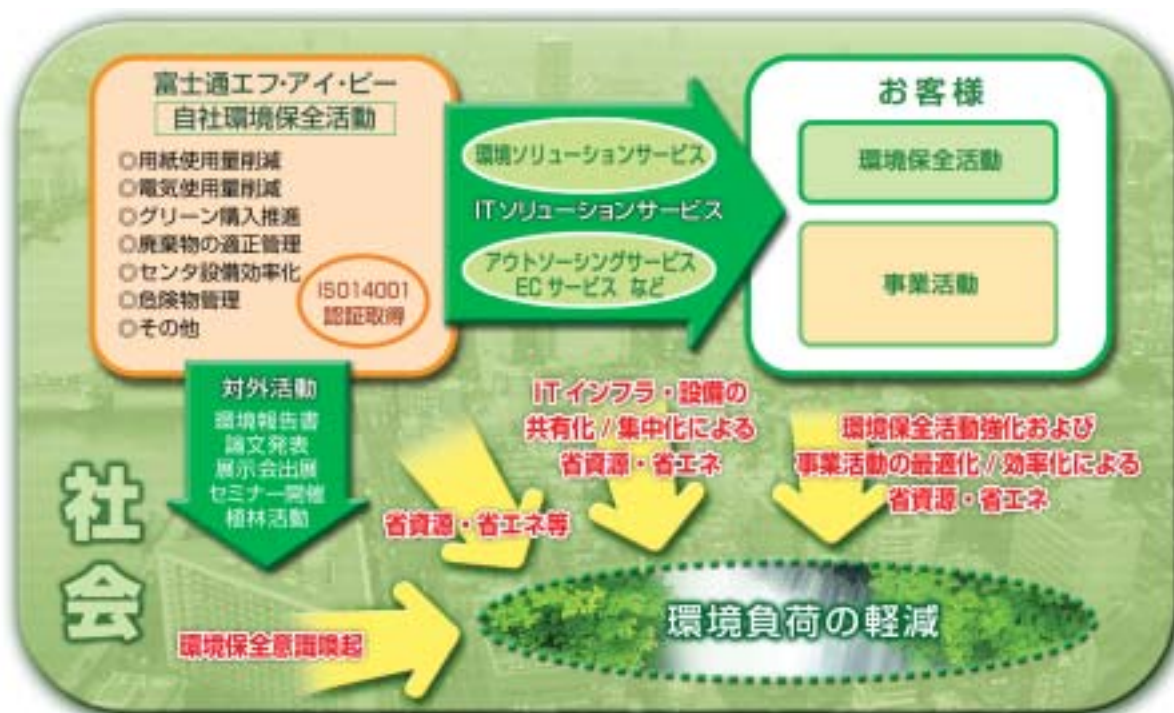 富士通エフ・アイ・ピー
自社環境保全活動
◎用紙使用量削減
◎電気使用量削減
◎グリーン購入推進
◎廃棄物の適正管理
◎センタ設備効率化
◎危険物管理
◎その他
ISO14001
認証取得
環境ソリューションサービス
ITソリューションサービス
アウトソーシングサービス
ECサービス など
お客様
環境保全活動
事業活動
対外活動
環境報告書
論文発表
展示会出展
セミナー開催
植林活動
ITインフラ・設備の
共有化/集中化による
省資源・省エネ
環境保全活動強化および
事業活動の最適化/効率化による
省資源・省エネ
省資源・省エネ等
社会
環境保全意識喚起
環境負荷の軽減